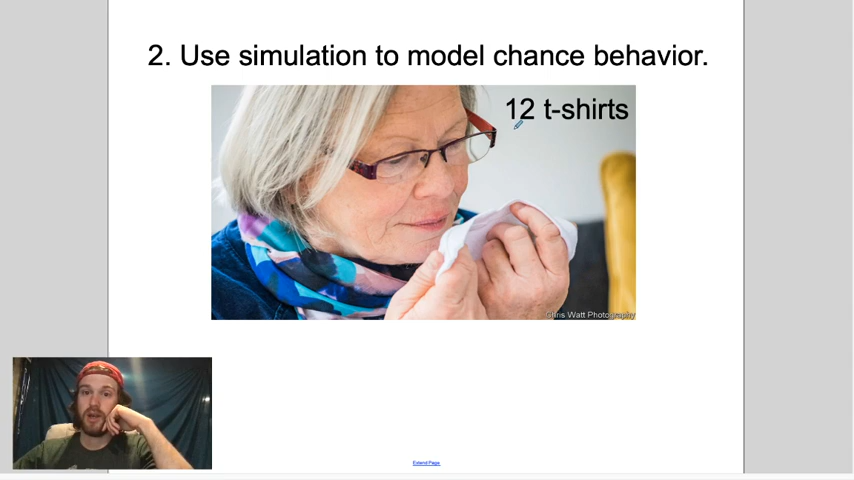 2. Use simulation to model chance behavior.
12 t-shirts
Chris Watt Photography
Extend Page